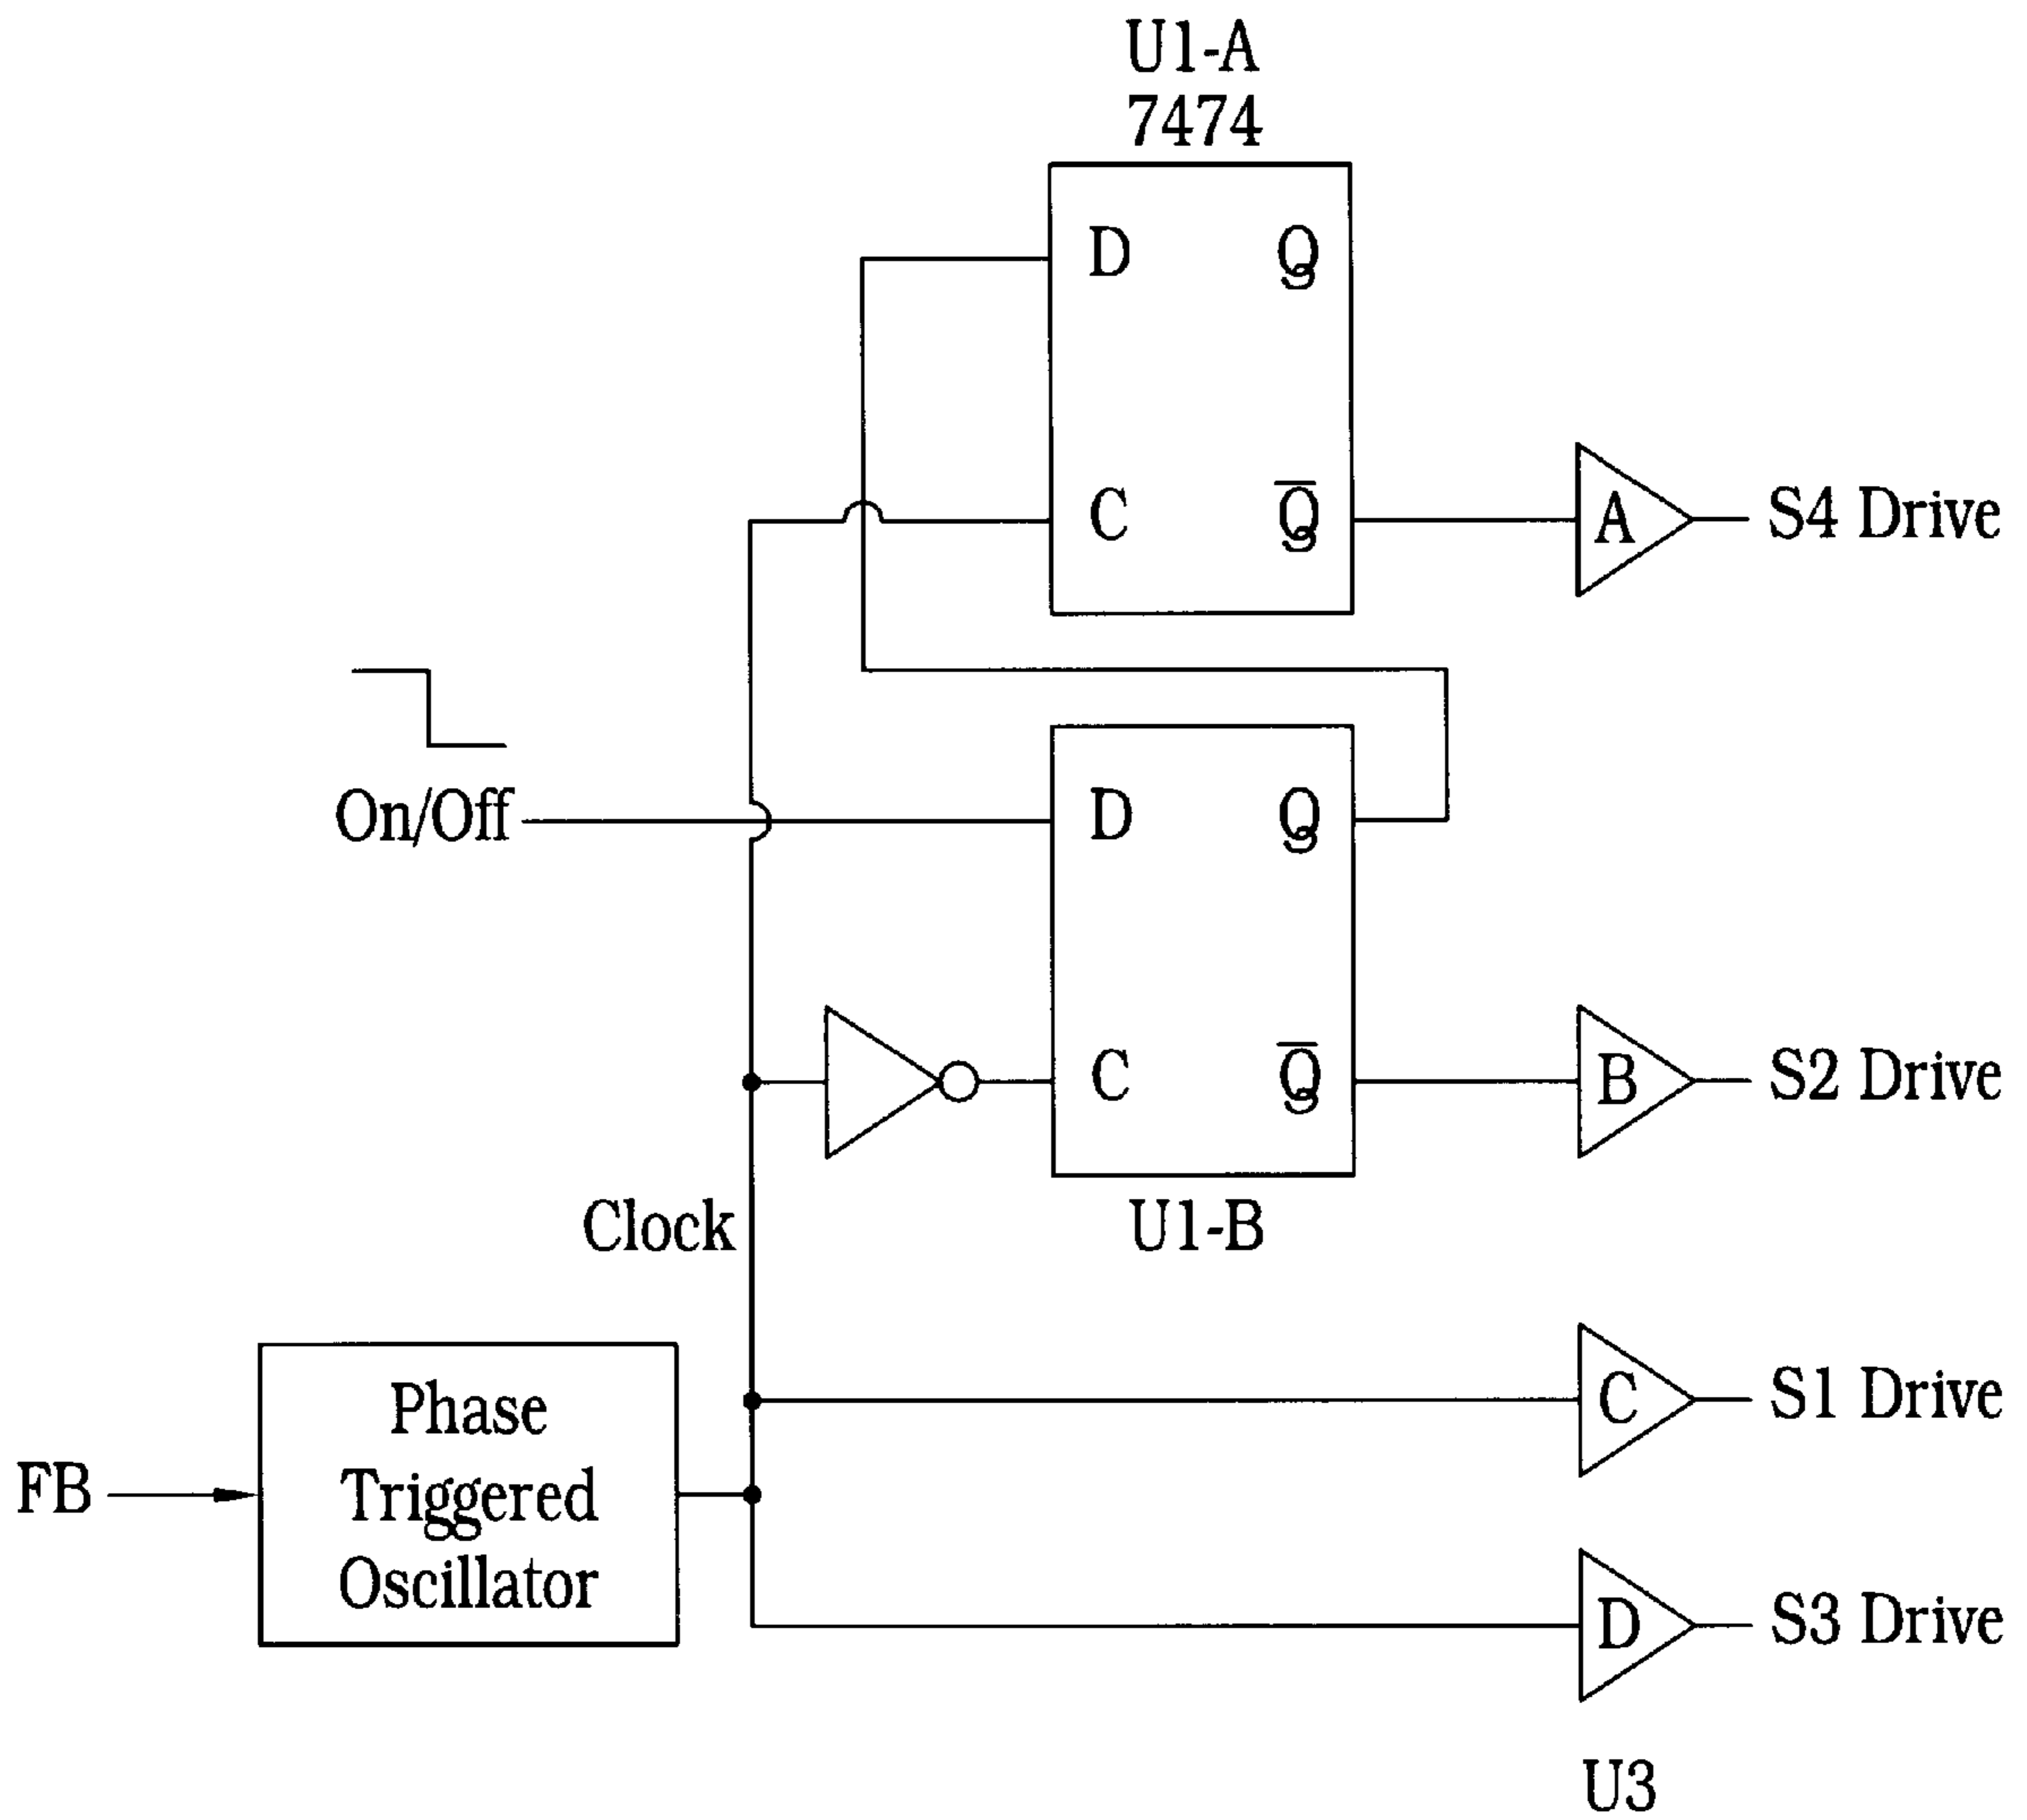 U1-A
7474
D
Q
C
Q̅
A
S4 Drive
On/Off
D
Q
C
Q̅
B
S2 Drive
Clock
U1-B
C
S1 Drive
Phase
Triggered
Oscillator
FB
D
S3 Drive
U3